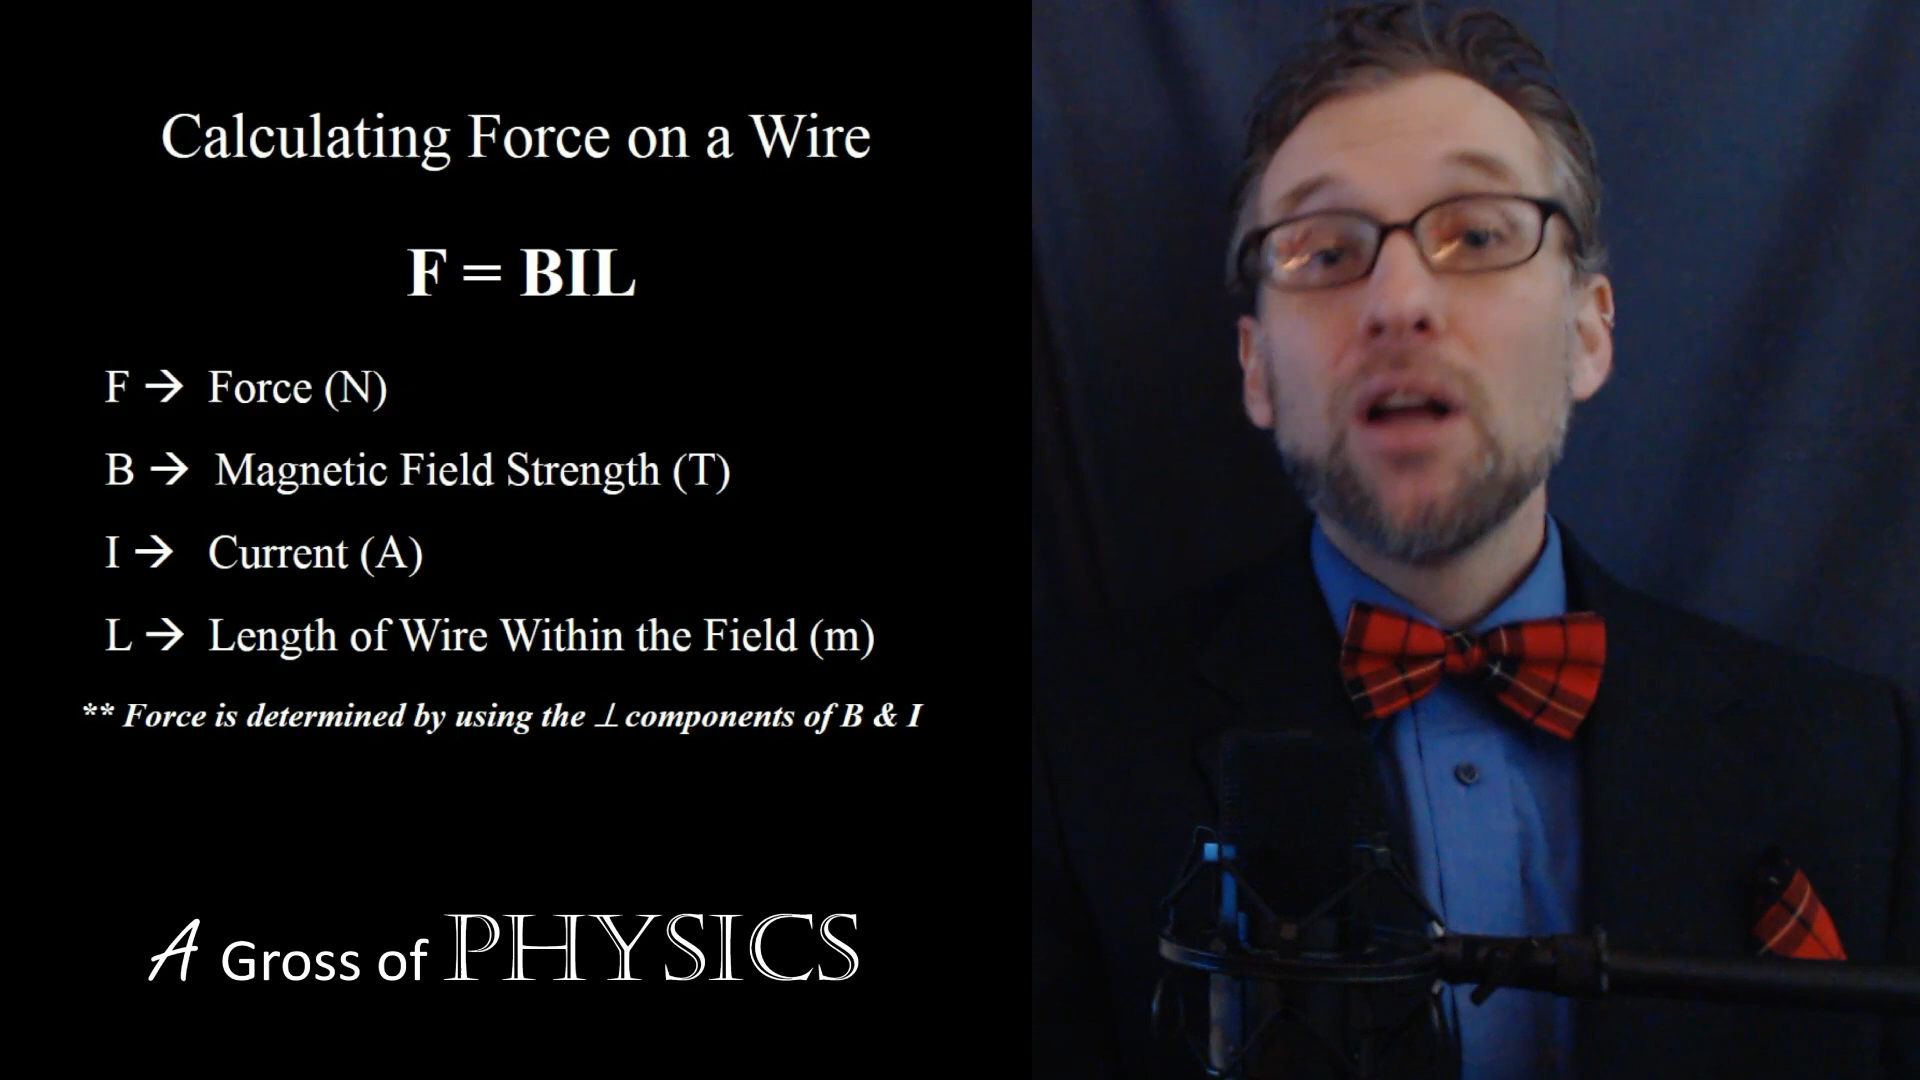 Calculating Force on a Wire
F = BIL
F → Force (N)
B → Magnetic Field Strength (T)
I → Current (A)
L → Length of Wire Within the Field (m)
** Force is determined by using the ⊥ components of B & I
A Gross of PHYSICS